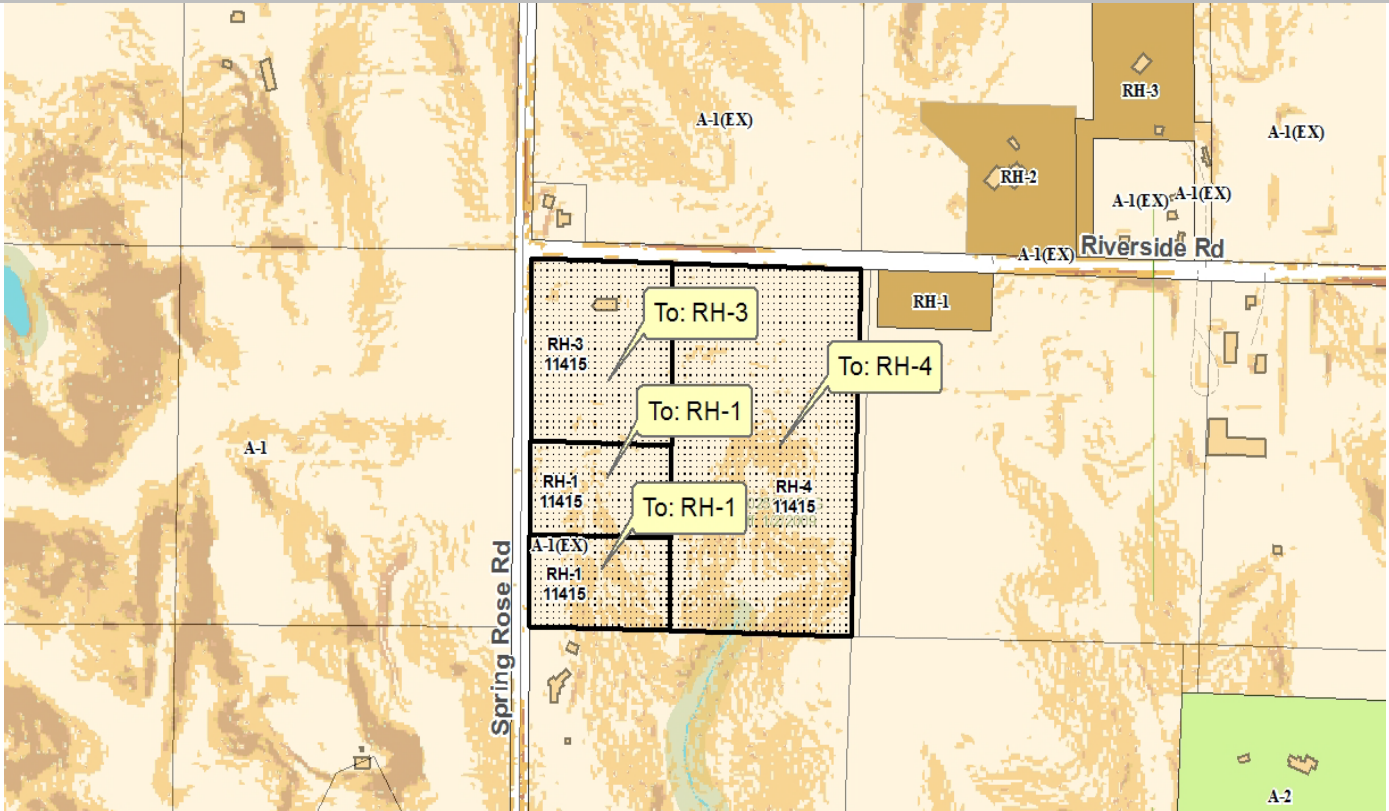 RH-3
A-1(EX)
A-1(EX)
RH-2
A-1(EX)
A-1(EX)
Riverside Rd
A-1(EX)
RH-1
To: RH-3
RH-3
11415
To: RH-4
To: RH-1
A-1
RH-1
11415
RH-4
11415
To: RH-1
A-1(EX)
RH-1
11415
Spring Rose Rd
A-2